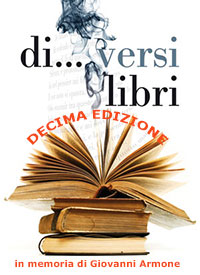 di... versi
libri
DECIMA EDIZIONE
in memoria di Giovanni Armone